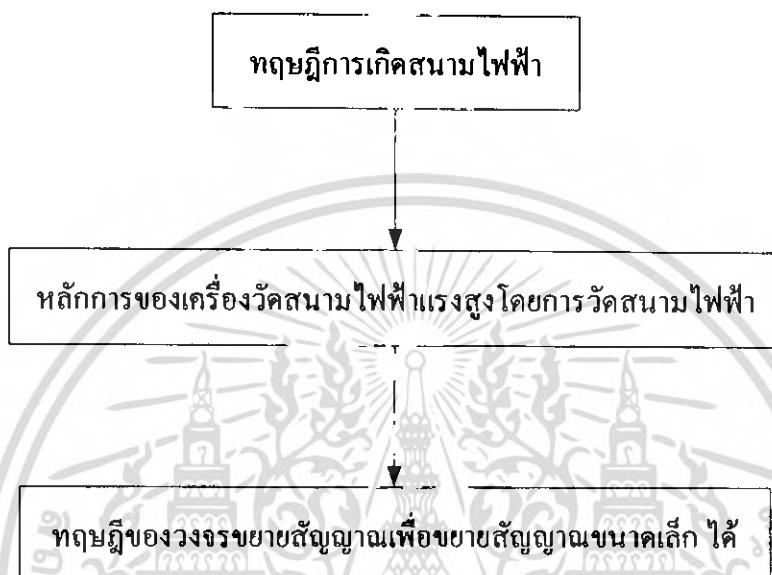 ทฤษฎีการเกิดสนามไฟฟ้า
หลักการของเครื่องวัดสนามไฟฟ้าแรงสูงโดยการวัดสนามไฟฟ้า
ทฤษฎีของวงจรขยายสัญญาณเพื่อขยายสัญญาณขนาดเล็ก ได้